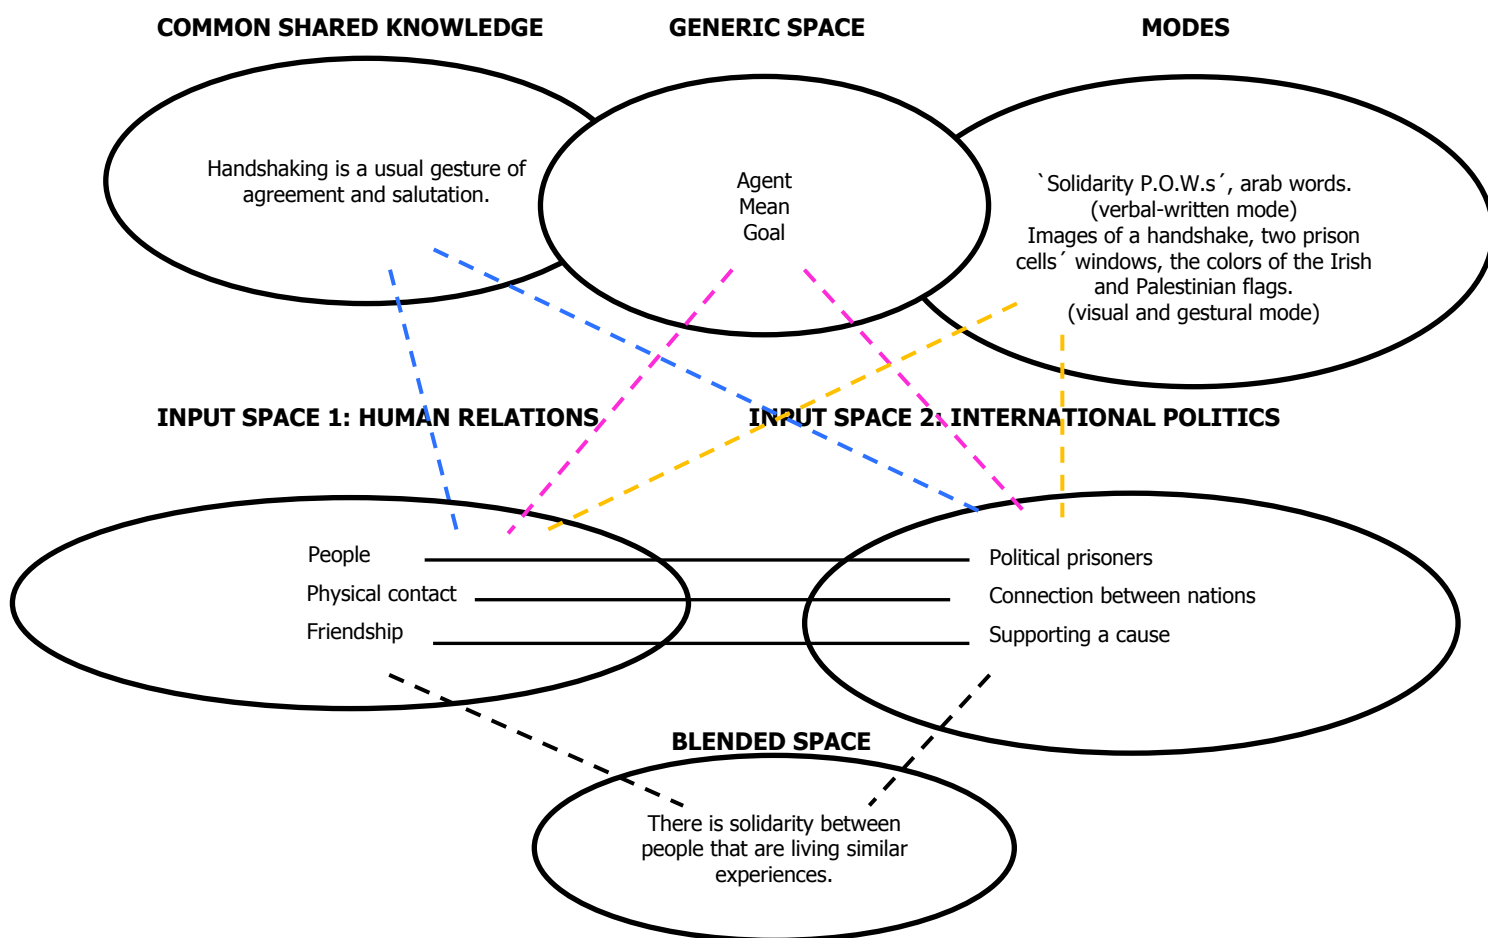 COMMON SHARED KNOWLEDGE
GENERIC SPACE
MODES
Handshaking is a usual gesture of
agreement and salutation.
Agent
Mean
Goal
`Solidarity P.O.W.s´, arab words.
(verbal-written mode)
Images of a handshake, two prison
cells´ windows, the colors of the Irish
and Palestinian flags.
(visual and gestural mode)
INPUT SPACE 1: HUMAN RELATIONS
INPUT SPACE 2: INTERNATIONAL POLITICS
People
Physical contact
Friendship
Political prisoners
Connection between nations
Supporting a cause
BLENDED SPACE
There is solidarity between
people that are living similar
experiences.